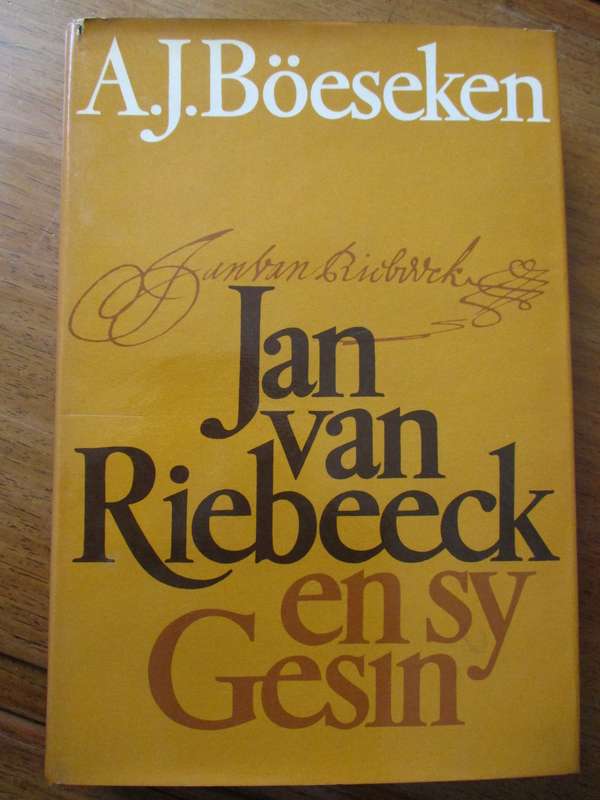 A.J.Böeseken
Jan van Riebeeck
Jan
van
Riebeeck
en sy
Gesin